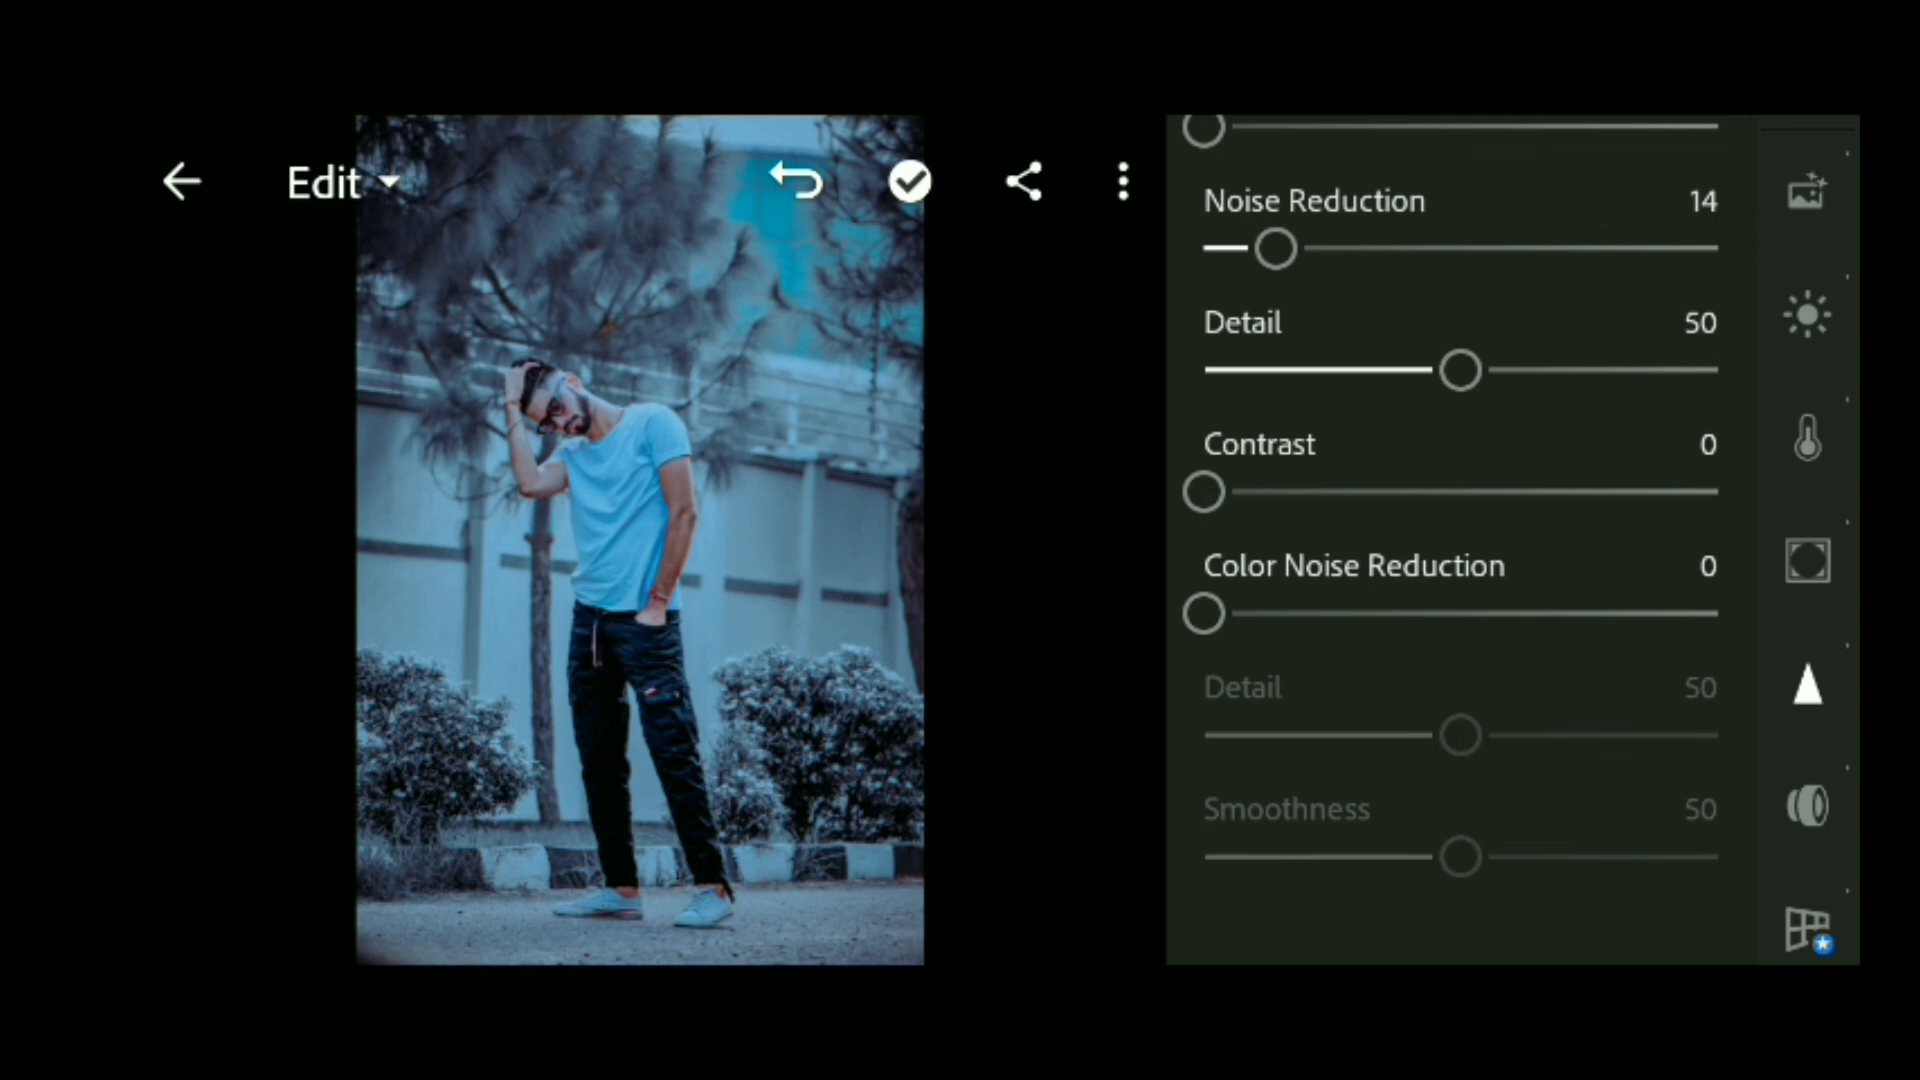 Edit
Noise Reduction 14
Detail 50
Contrast 0
Color Noise Reduction 0
Detail 50
Smoothness 50